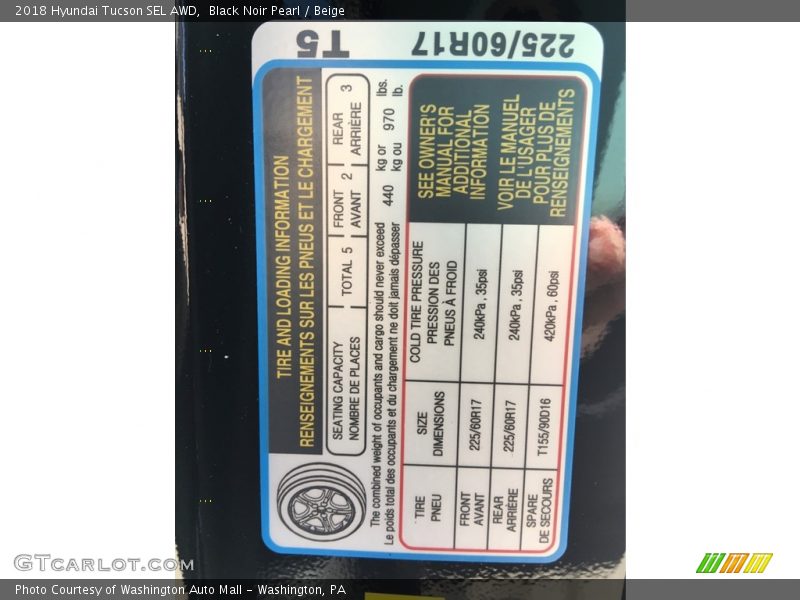 2018 Hyundai Tucson SEL AWD,  Black Noir Pearl / Beige
225/60R17
T5
TIRE AND LOADING INFORMATION
RENSEIGNEMENTS SUR LES PNEUS ET LE CHARGEMENT
SEATING CAPACITY
NOMBRE DE PLACES
TOTAL 5
FRONT 2
AVANT
REAR 3
ARRIÈRE
The combined weight of occupants and cargo should never exceed 440 kg or 970 lbs.
Le poids total des occupants et du chargement ne doit jamais dépasser kg ou lb.
TIRE
PNEU
SIZE
DIMENSIONS
COLD TIRE PRESSURE
PRESSION DES
PNEUS À FROID
FRONT
AVANT
225/60R17
240kPa, 35psi
REAR
ARRIÈRE
225/60R17
240kPa, 35psi
SPARE
DE SECOURS
T155/90D16
420kPa, 60psi
SEE OWNER'S
MANUAL FOR
ADDITIONAL
INFORMATION
VOIR LE MANUEL
DE L'USAGER
POUR PLUS DE
RENSEIGNEMENTS
GTcarlot.com
Photo Courtesy of Washington Auto Mall - Washington, PA